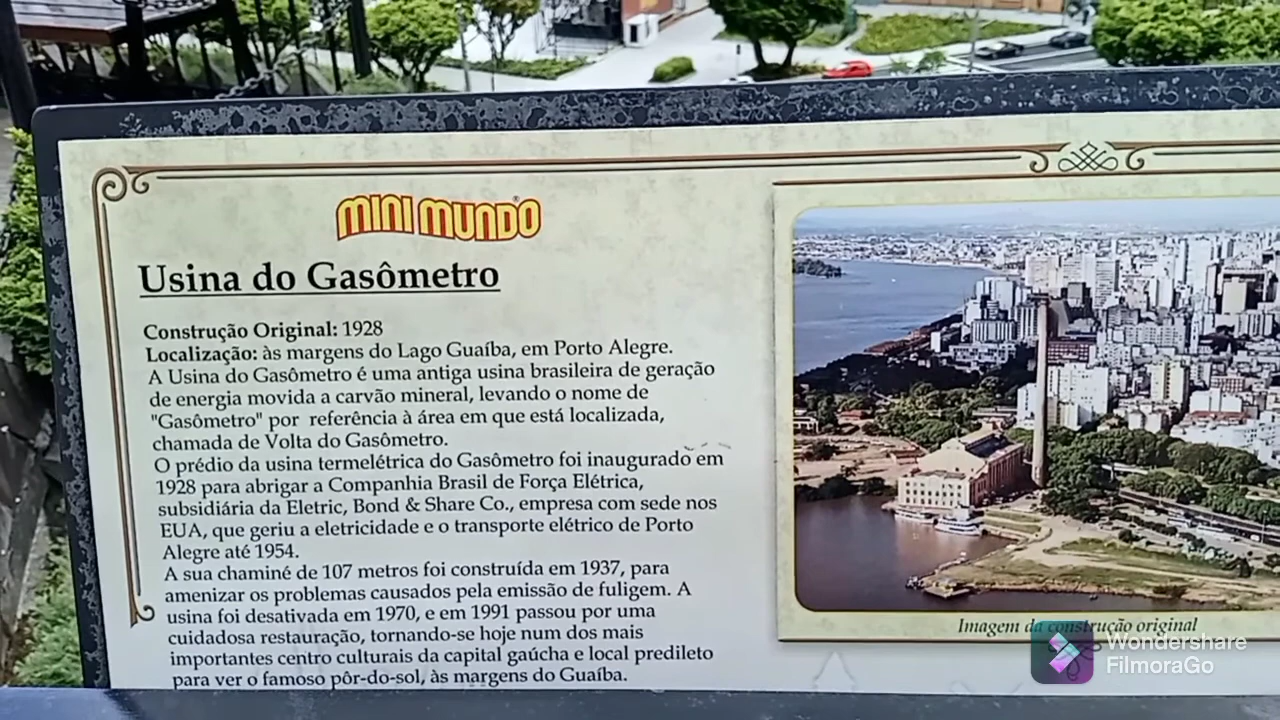 MINI MUNDO
Usina do Gasômetro
Construção Original: 1928
Localização: às margens do Lago Guaíba, em Porto Alegre.
A Usina do Gasômetro é uma antiga usina brasileira de geração
de energia movida a carvão mineral, levando o nome de
"Gasômetro" por referência à área em que está localizada,
chamada de Volta do Gasômetro.
O prédio da usina termelétrica do Gasômetro foi inaugurado em
1928 para abrigar a Companhia Brasil de Força Elétrica,
subsidiária da Eletric, Bond & Share Co., empresa com sede nos
EUA, que geriu a eletricidade e o transporte elétrico de Porto
Alegre até 1954.
A sua chaminé de 107 metros foi construída em 1937, para
amenizar os problemas causados pela emissão de fuligem. A
usina foi desativada em 1970, e em 1991 passou por uma
cuidadosa restauração, tornando-se hoje num dos mais
importantes centro culturais da capital gaúcha e local predileto
para ver o famoso pôr-do-sol, às margens do Guaíba.
Imagem da construção original
Wondershare
FilmoraGo